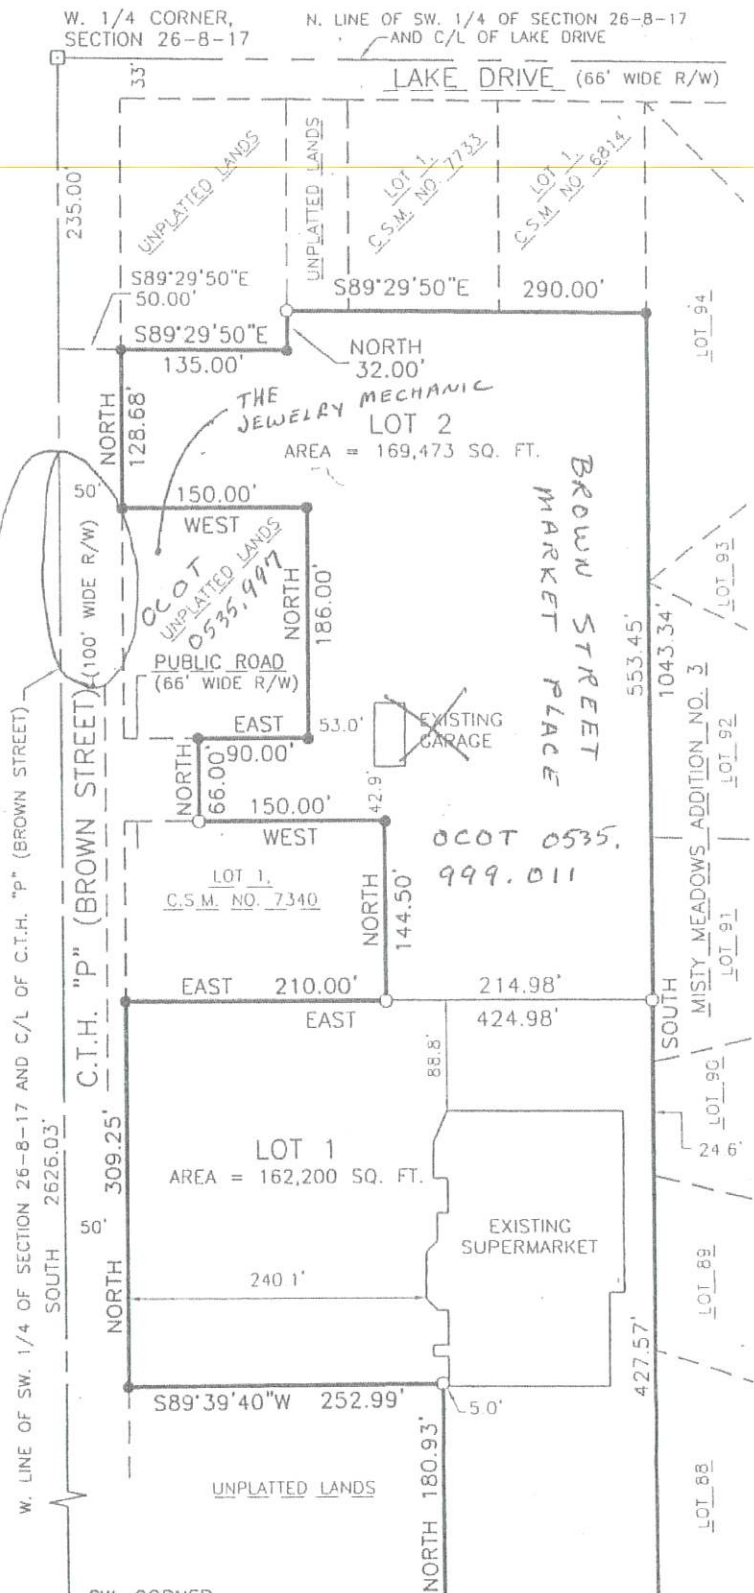 W. 1/4 CORNER,
SECTION 26-8-17
N. LINE OF SW. 1/4 OF SECTION 26-8-17
AND C/L OF LAKE DRIVE
33'
LAKE DRIVE (66' WIDE R/W)
235.00'
UNPLATTED LANDS
UNPLATTED LANDS
LOT 1,
C.S.M. NO. 7733
LOT 1,
C.S.M. NO 6814
S89°29'50"E
50.00'
S89°29'50"E 290.00'
LOT 94
S89°29'50"E
135.00'
NORTH
32.00'
NORTH
128.68'
THE
JEWELRY MECHANIC
LOT 2
AREA = 169,473 SQ. FT.
50'
150.00'
WEST
OCOT
UNPLATTED LANDS
0535,997
NORTH
186.00'
BROWN STREET
MARKET PLACE
LOT 93
(100' WIDE R/W)
PUBLIC ROAD
(66' WIDE R/W)
553.45'
1043.34'
EAST
90.00'
53.0'
EXISTING
GARAGE
NORTH
66.00'
42.9'
150.00'
WEST
OCOT 0535.
999.011
LOT 92
MISTY MEADOWS ADDITION NO. 3
LOT 1,
C.S.M. NO. 7340
NORTH
144.50'
LOT 91
C.T.H. "P" (BROWN STREET)
W. LINE OF SW. 1/4 OF SECTION 26-8-17 AND C/L OF C.T.H. "P" (BROWN STREET)
EAST 210.00'
EAST
214.98'
424.98'
SOUTH
88.8'
LOT 90
24.6'
SOUTH 2626.03'
NORTH 309.25'
LOT 1
AREA = 162,200 SQ. FT.
50'
EXISTING
SUPERMARKET
240.1'
LOT 89
427.57'
S89°39'40"W 252.99'
5.0'
UNPLATTED LANDS
NORTH 180.93'
LOT 88
SW. CORNER